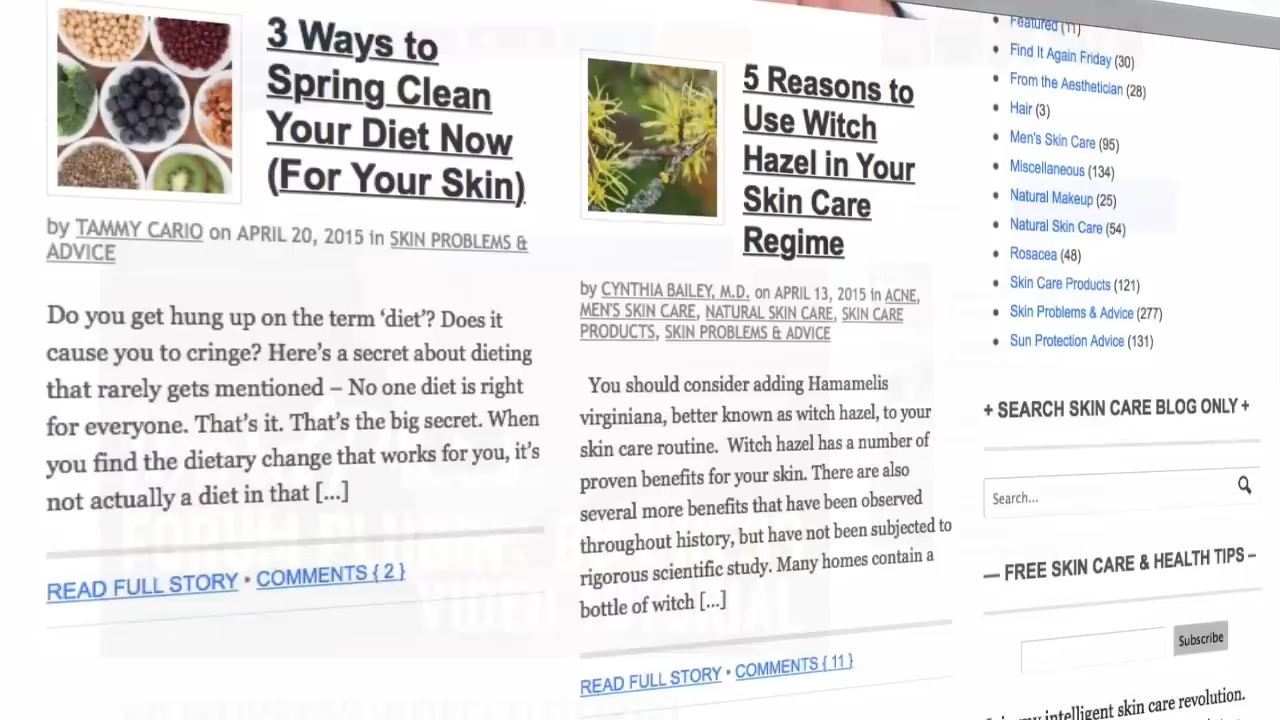 3 Ways to
Spring Clean
Your Diet Now
(For Your Skin)
by TAMMY CARIO on APRIL 20, 2015 in SKIN PROBLEMS &
ADVICE
Do you get hung up on the term ‘diet’? Does it
cause you to cringe? Here’s a secret about dieting
that rarely gets mentioned – No one diet is right
for everyone. That’s it. That’s the big secret. When
you find the dietary change that works for you, it’s
not actually a diet in that [...]
READ FULL STORY • COMMENTS { 2 }
5 Reasons to
Use Witch
Hazel in Your
Skin Care
Regime
by CYNTHIA BAILEY, M.D. on APRIL 13, 2015 in ACNE,
MEN'S SKIN CARE, NATURAL SKIN CARE, SKIN CARE
PRODUCTS, SKIN PROBLEMS & ADVICE
You should consider adding Hamamelis
virginiana, better known as witch hazel, to your
skin care routine. Witch hazel has a number of
proven benefits for your skin. There are also
several more benefits that have been observed
throughout history, but have not been subjected to
rigorous scientific study. Many homes contain a
bottle of witch [...]
READ FULL STORY • COMMENTS { 11 }
Featured (11)
Find It Again Friday (30)
From the Aesthetician (28)
Hair (3)
Men's Skin Care (95)
Miscellaneous (134)
Natural Makeup (25)
Natural Skin Care (54)
Rosacea (48)
Skin Care Products (121)
Skin Problems & Advice (277)
Sun Protection Advice (131)
+ SEARCH SKIN CARE BLOG ONLY +
Search...
— FREE SKIN CARE & HEALTH TIPS –
Subscribe
my intelligent skin care revolution.
FORUM PLUGIN:
VIDEO TUTORIAL